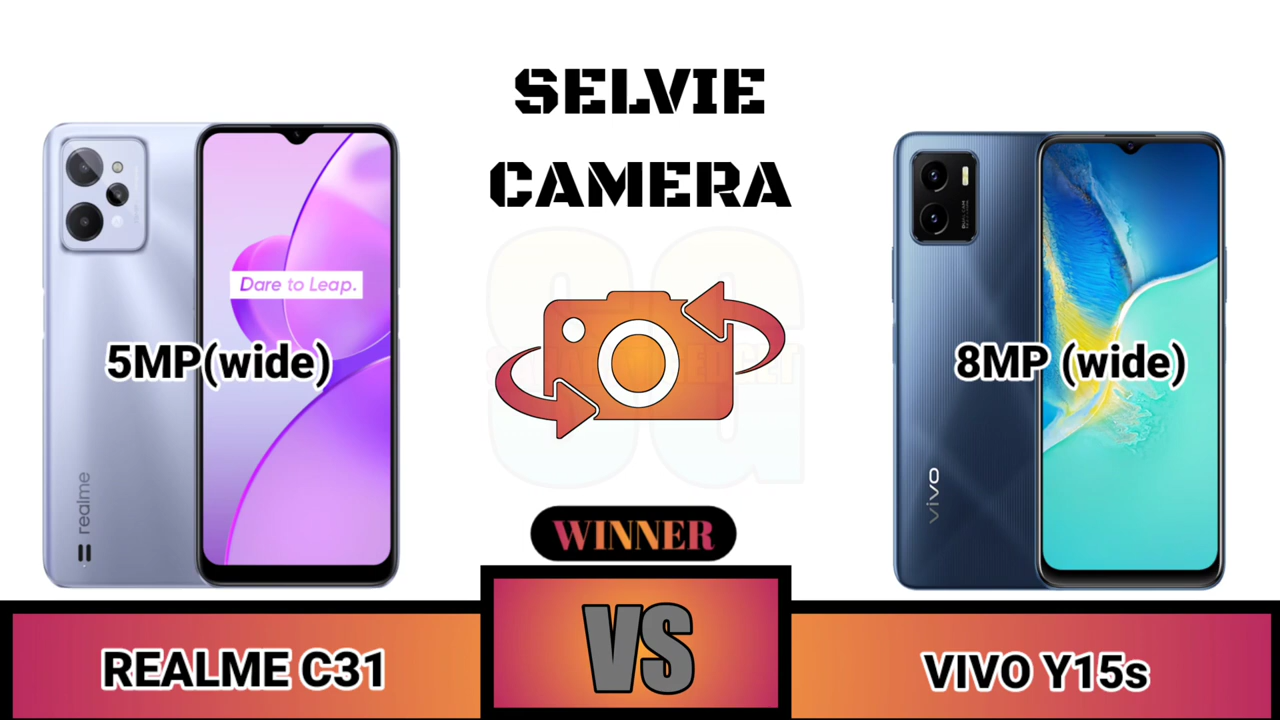 SELVIE
CAMERA
Dare to Leap.
5MP(wide)
8MP (wide)
realme
vivo
WINNER
VS
REALME C31
VIVO Y15s